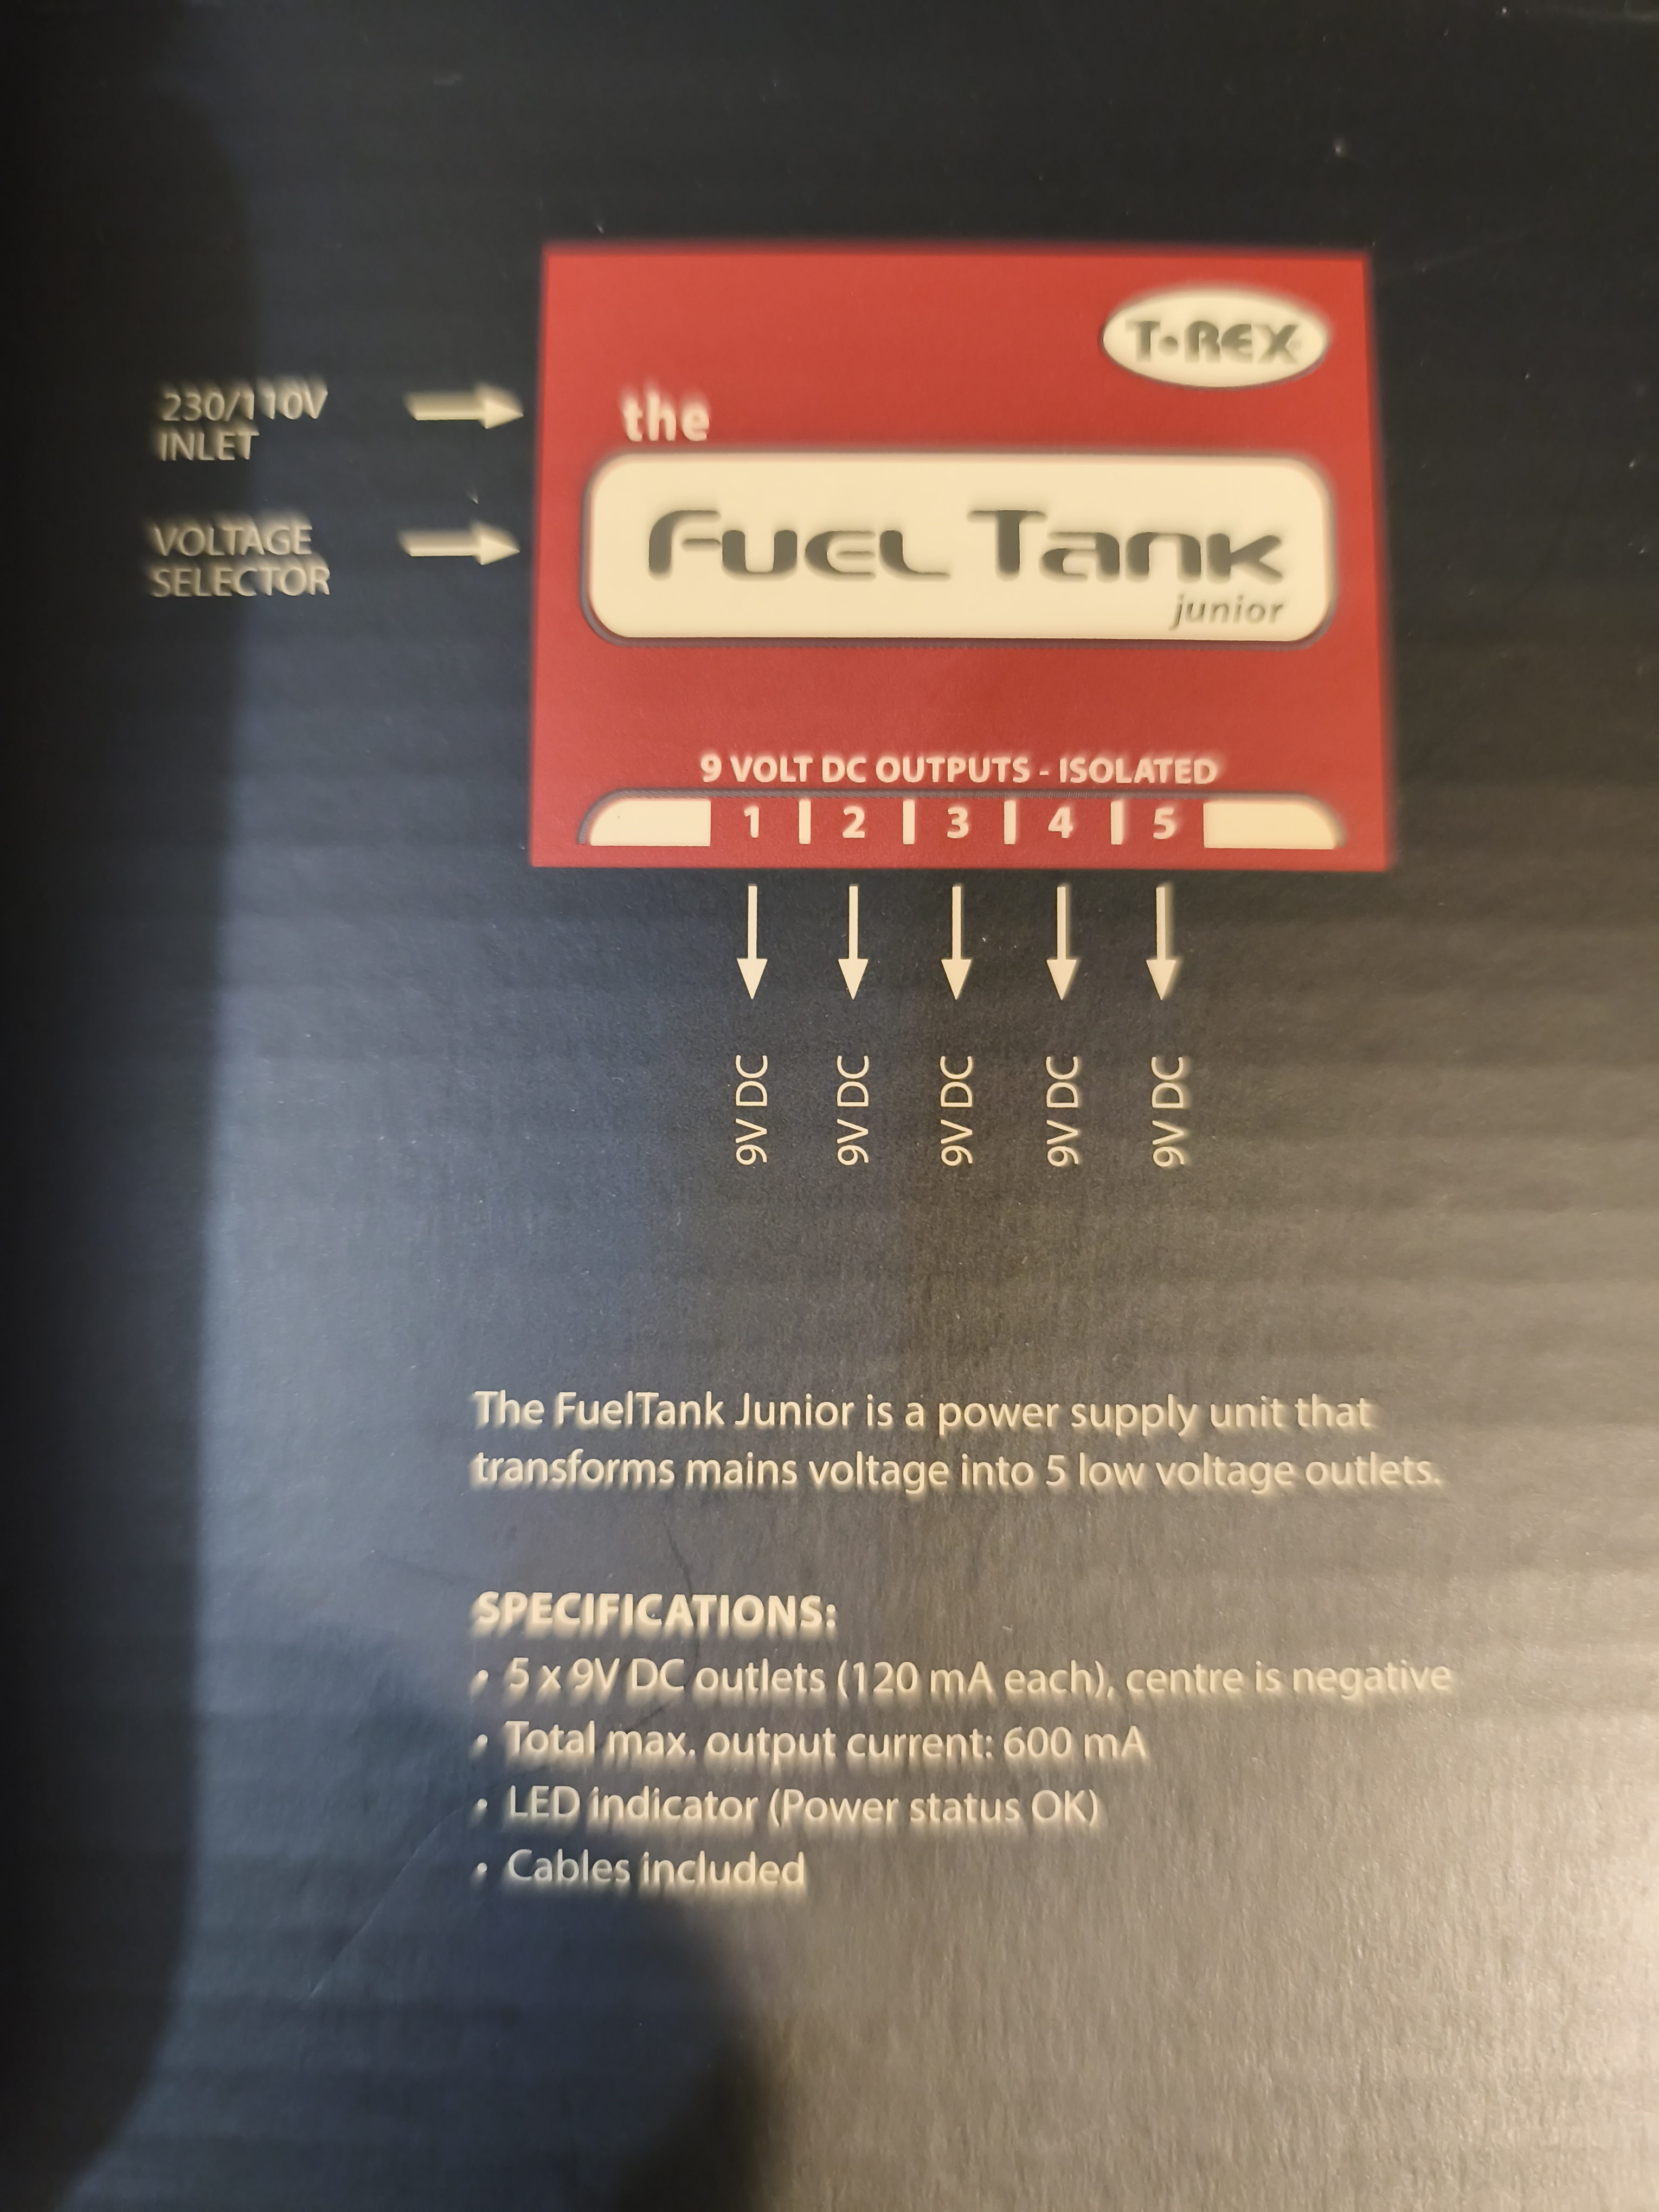 T•REX
230/110V
INLET
the
VOLTAGE
SELECTOR
FUEL TANK
junior
9 VOLT DC OUTPUTS - ISOLATED
1 2 3 4 5
9V DC 9V DC 9V DC 9V DC 9V DC
The FuelTank Junior is a power supply unit that
transforms mains voltage into 5 low voltage outlets.
SPECIFICATIONS:
• 5 x 9V DC outlets (120 mA each), centre is negative
• Total max. output current: 600 mA
• LED indicator (Power status OK)
• Cables included